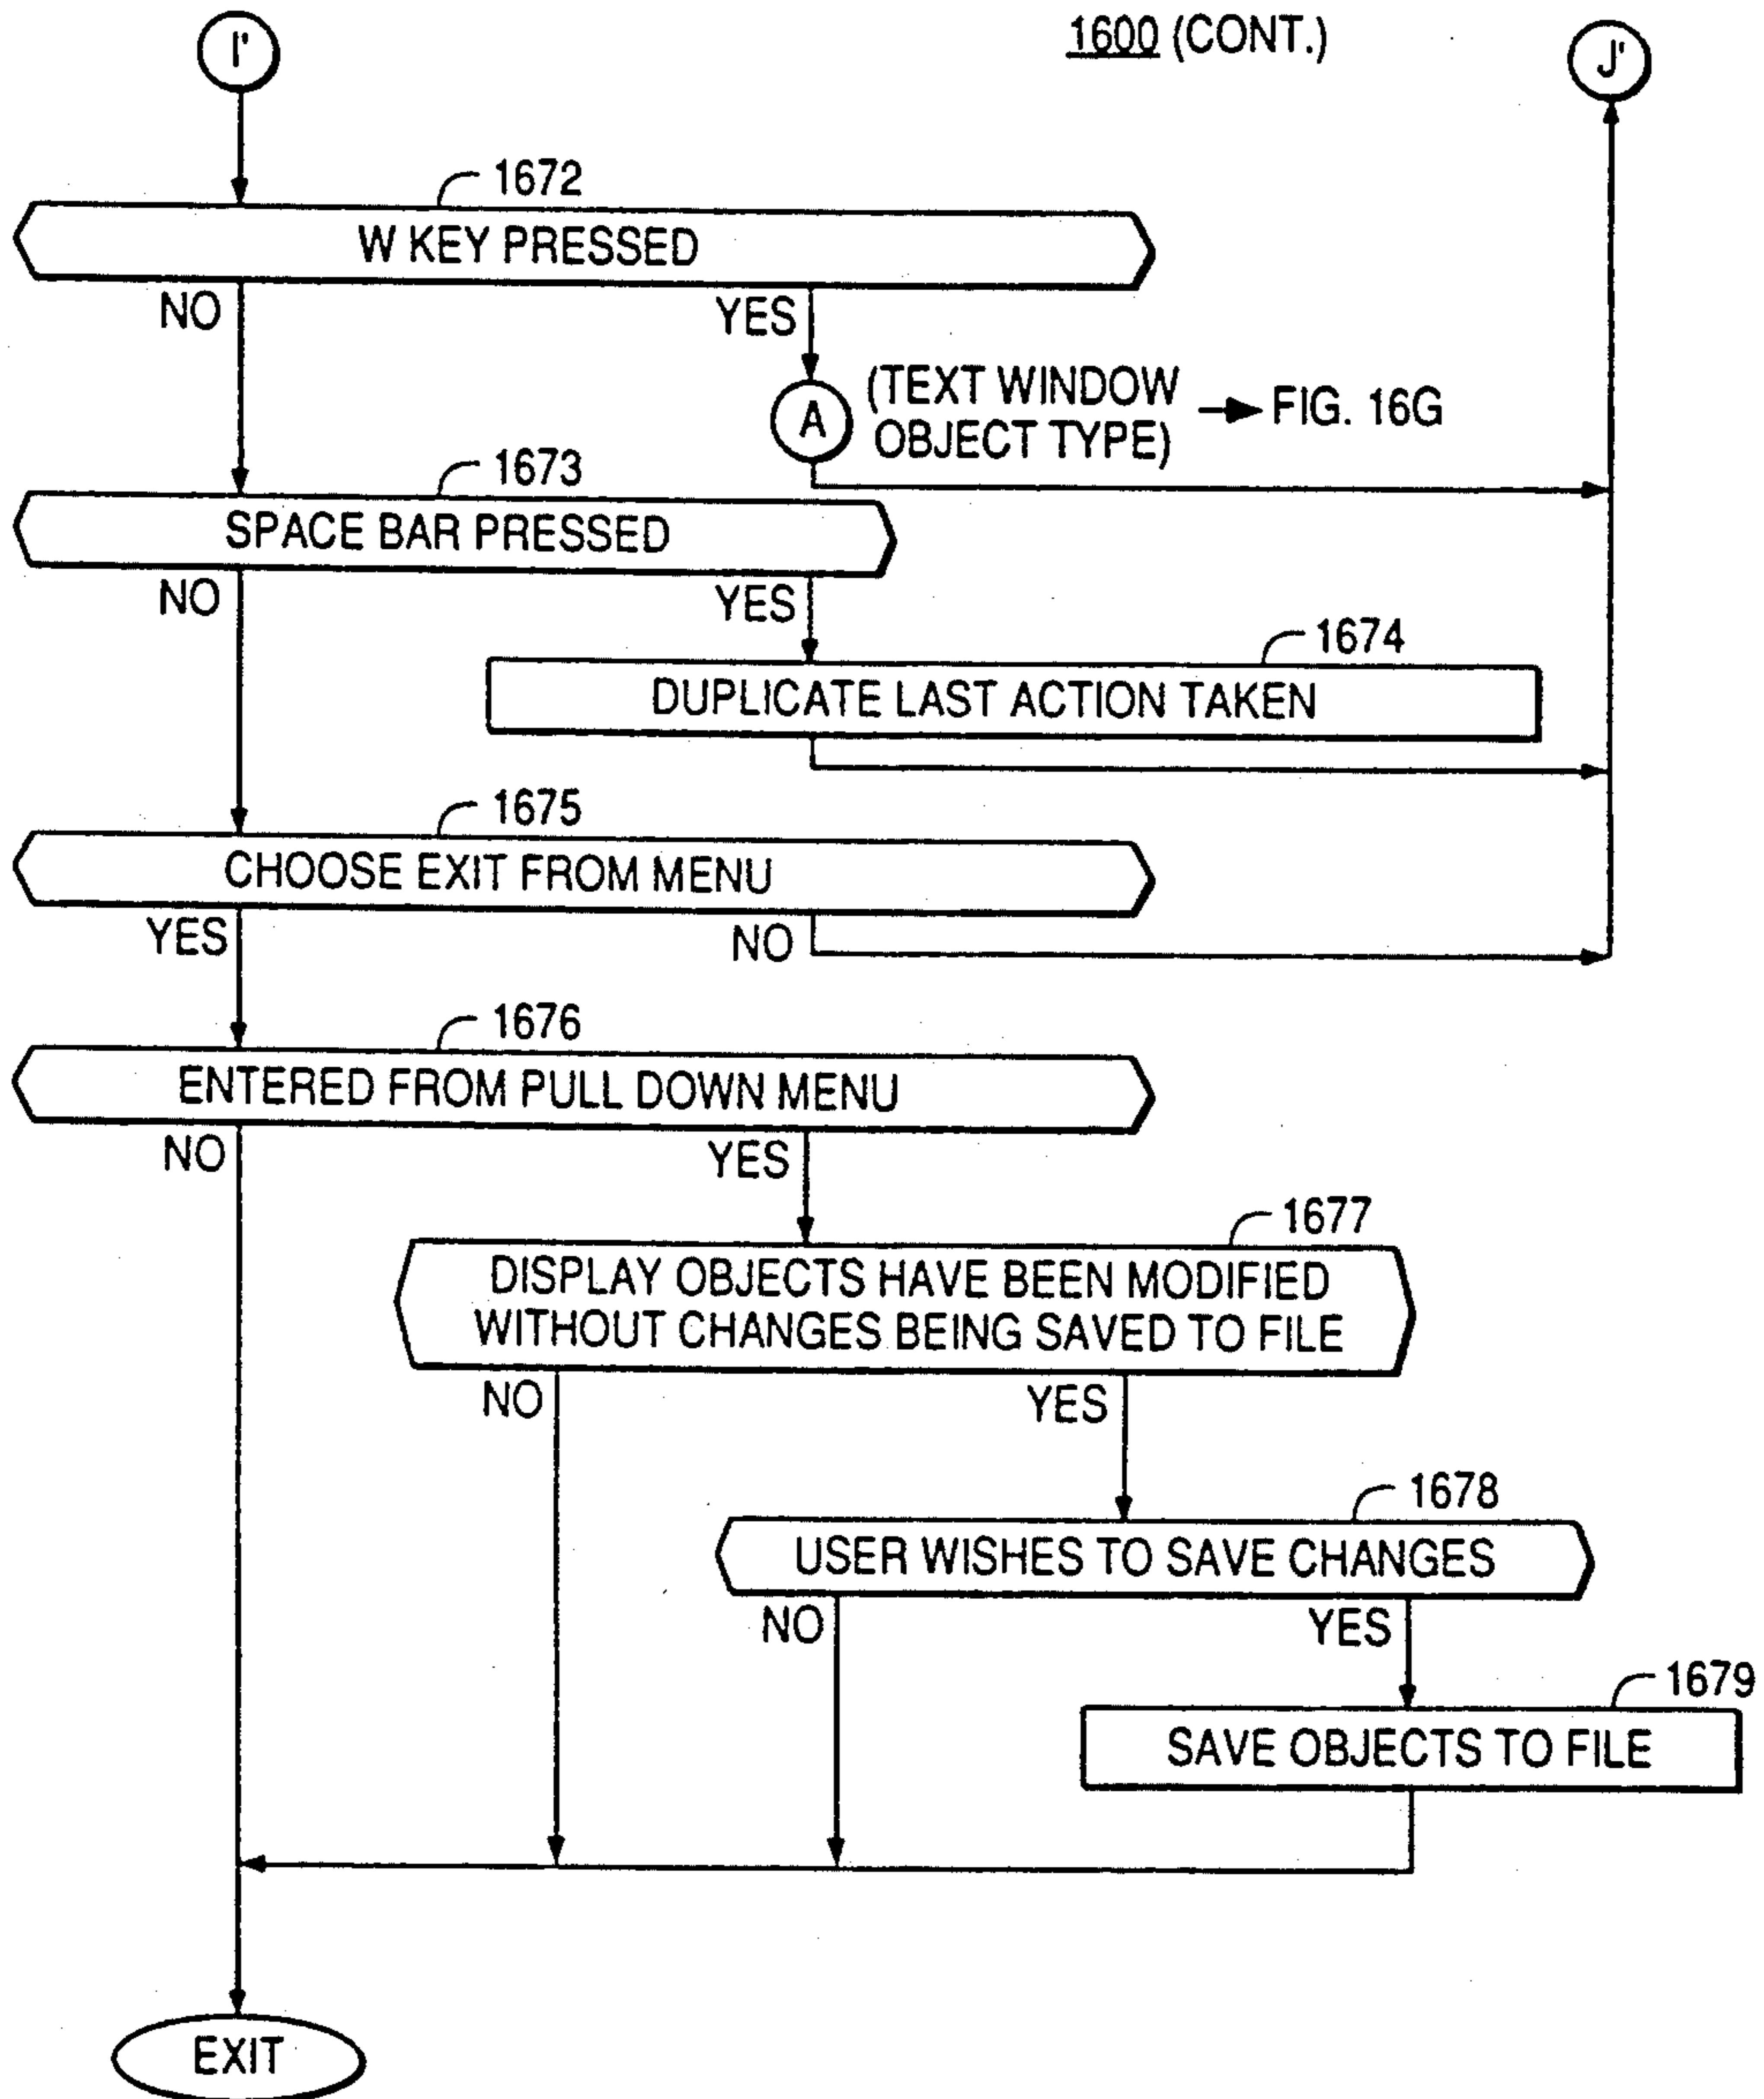 I'
1600 (CONT.)
J'
1672
W KEY PRESSED
NO
YES
A
(TEXT WINDOW
OBJECT TYPE)
FIG. 16G
1673
SPACE BAR PRESSED
NO
YES
1674
DUPLICATE LAST ACTION TAKEN
1675
CHOOSE EXIT FROM MENU
YES
NO
1676
ENTERED FROM PULL DOWN MENU
NO
YES
1677
DISPLAY OBJECTS HAVE BEEN MODIFIED
WITHOUT CHANGES BEING SAVED TO FILE
NO
YES
1678
USER WISHES TO SAVE CHANGES
NO
YES
1679
SAVE OBJECTS TO FILE
EXIT